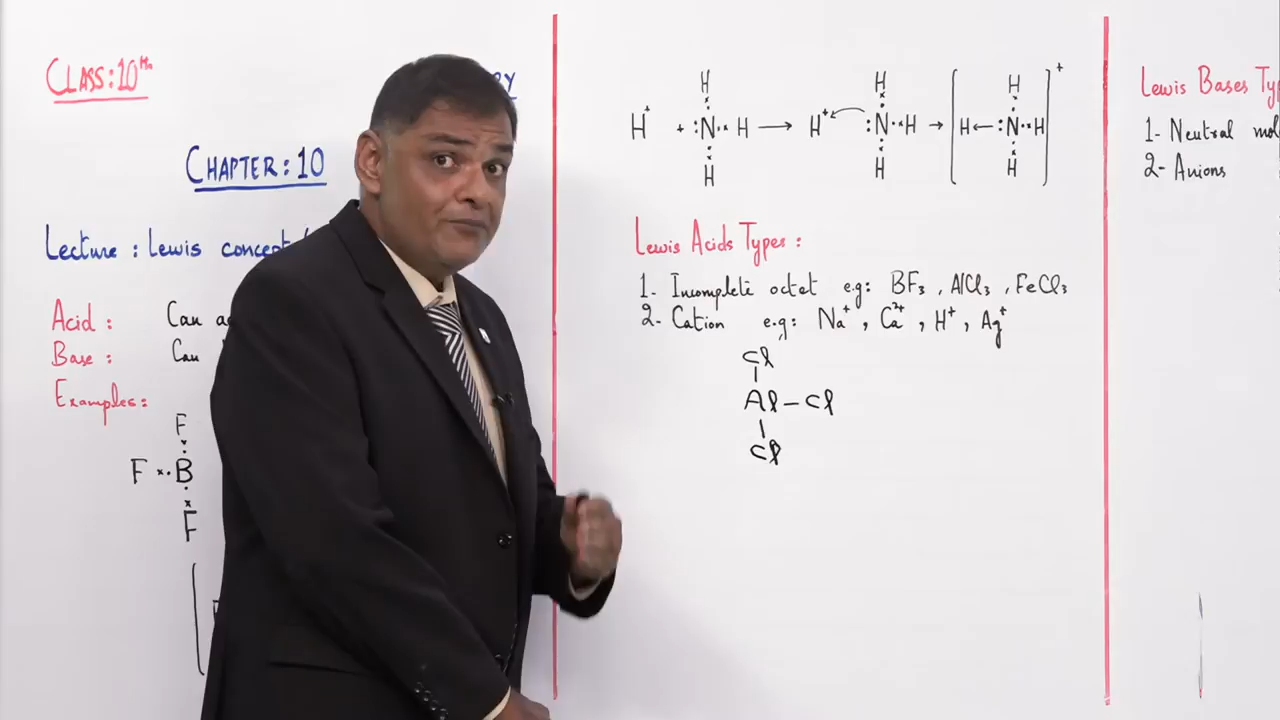 CLASS:10th
RY
CHAPTER:10
Lecture : Lewis concept
Acid : Can
Base : Can
Examples:
F
F ×· B
F
H⁺ + :N·× H → H⁺ :N·×H → [H← :N·×H]⁺
H H H
H H H
Lewis Acids Types :
1- Incomplete octet e.g: BF₃ , AlCl₃ , FeCl₃
2- Cation e.g: Na⁺ , Ca²⁺ , H⁺ , Ag⁺
Cl
Al – Cl
Cl
Lewis Bases Ty
1- Neutral mol
2- Anions